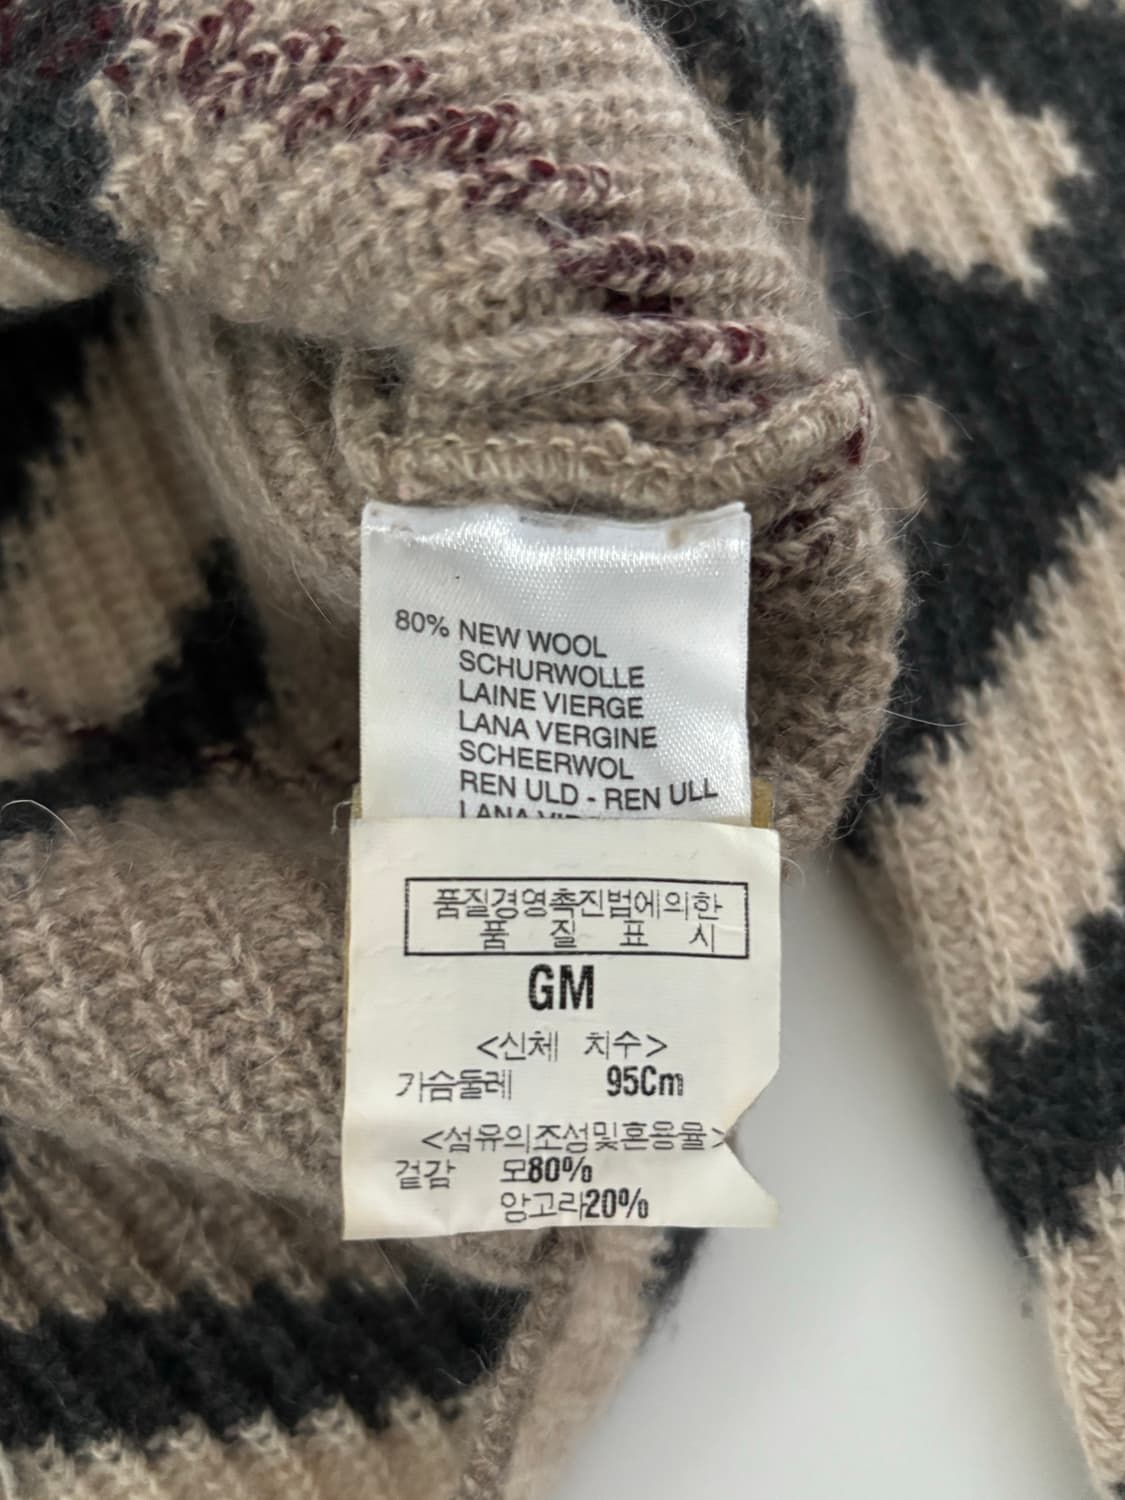 80% NEW WOOL
SCHURWOLLE
LAINE VIERGE
LANA VERGINE
SCHEERWOL
REN ULD - REN ULL
LANA
품질경영촉진법에의한
품 질 표 시
GM
<신체 치수>
가슴둘레 95Cm
<섬유의조성및혼용율>
겉감 모80%
앙고라20%